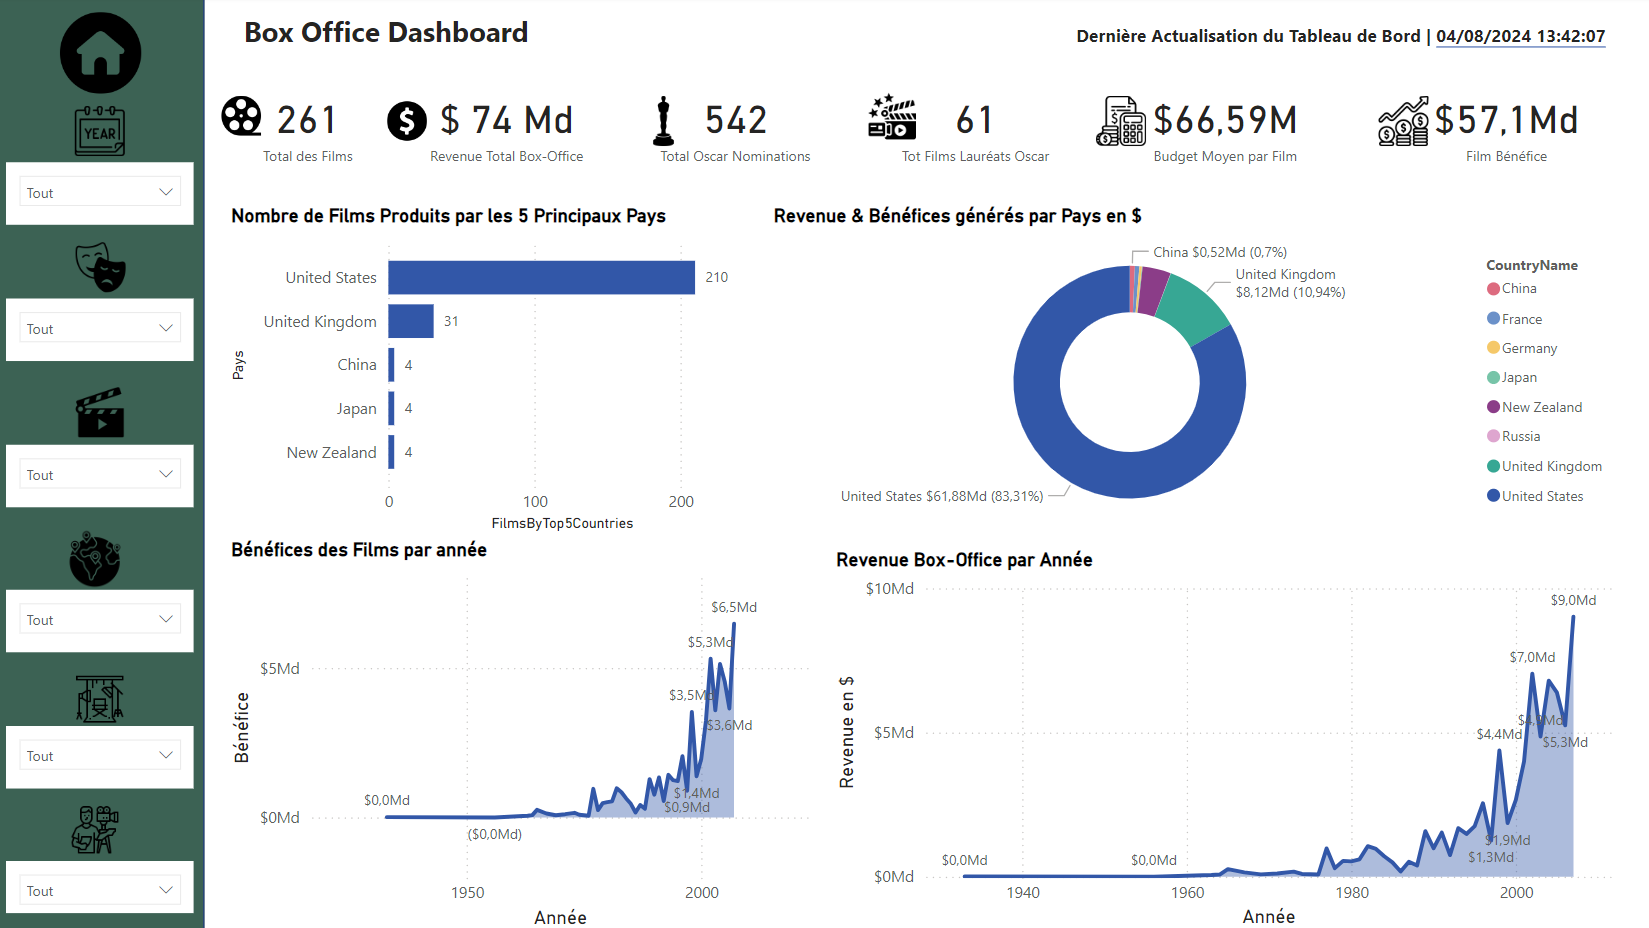 Box Office Dashboard
Dernière Actualisation du Tableau de Bord | 04/08/2024 13:42:07
YEAR
Tout
Tout
Tout
Tout
Tout
Tout
261
Total des Films
$ 74 Md
Revenue Total Box-Office
542
Total Oscar Nominations
61
Tot Films Lauréats Oscar
$66,59M
Budget Moyen par Film
$57,1Md
Film Bénéfice
Nombre de Films Produits par les 5 Principaux Pays
Pays
United States
210
United Kingdom
31
China
4
Japan
4
New Zealand
4
0
100
200
FilmsByTop5Countries
Revenue & Bénéfices générés par Pays en $
China $0,52Md (0,7%)
United Kingdom
$8,12Md (10,94%)
United States $61,88Md (83,31%)
CountryName
China
France
Germany
Japan
New Zealand
Russia
United Kingdom
United States
Bénéfices des Films par année
Bénéfice
$5Md
$0Md
$0,0Md
($0,0Md)
$6,5Md
$5,3Md
$3,5Md
$3,6Md
$1,4Md
$0,9Md
1950
2000
Année
Revenue Box-Office par Année
Revenue en $
$10Md
$5Md
$0Md
$0,0Md
$0,0Md
$9,0Md
$7,0Md
$4,4Md
$5,3Md
$1,9Md
$1,3Md
1940
1960
1980
2000
Année